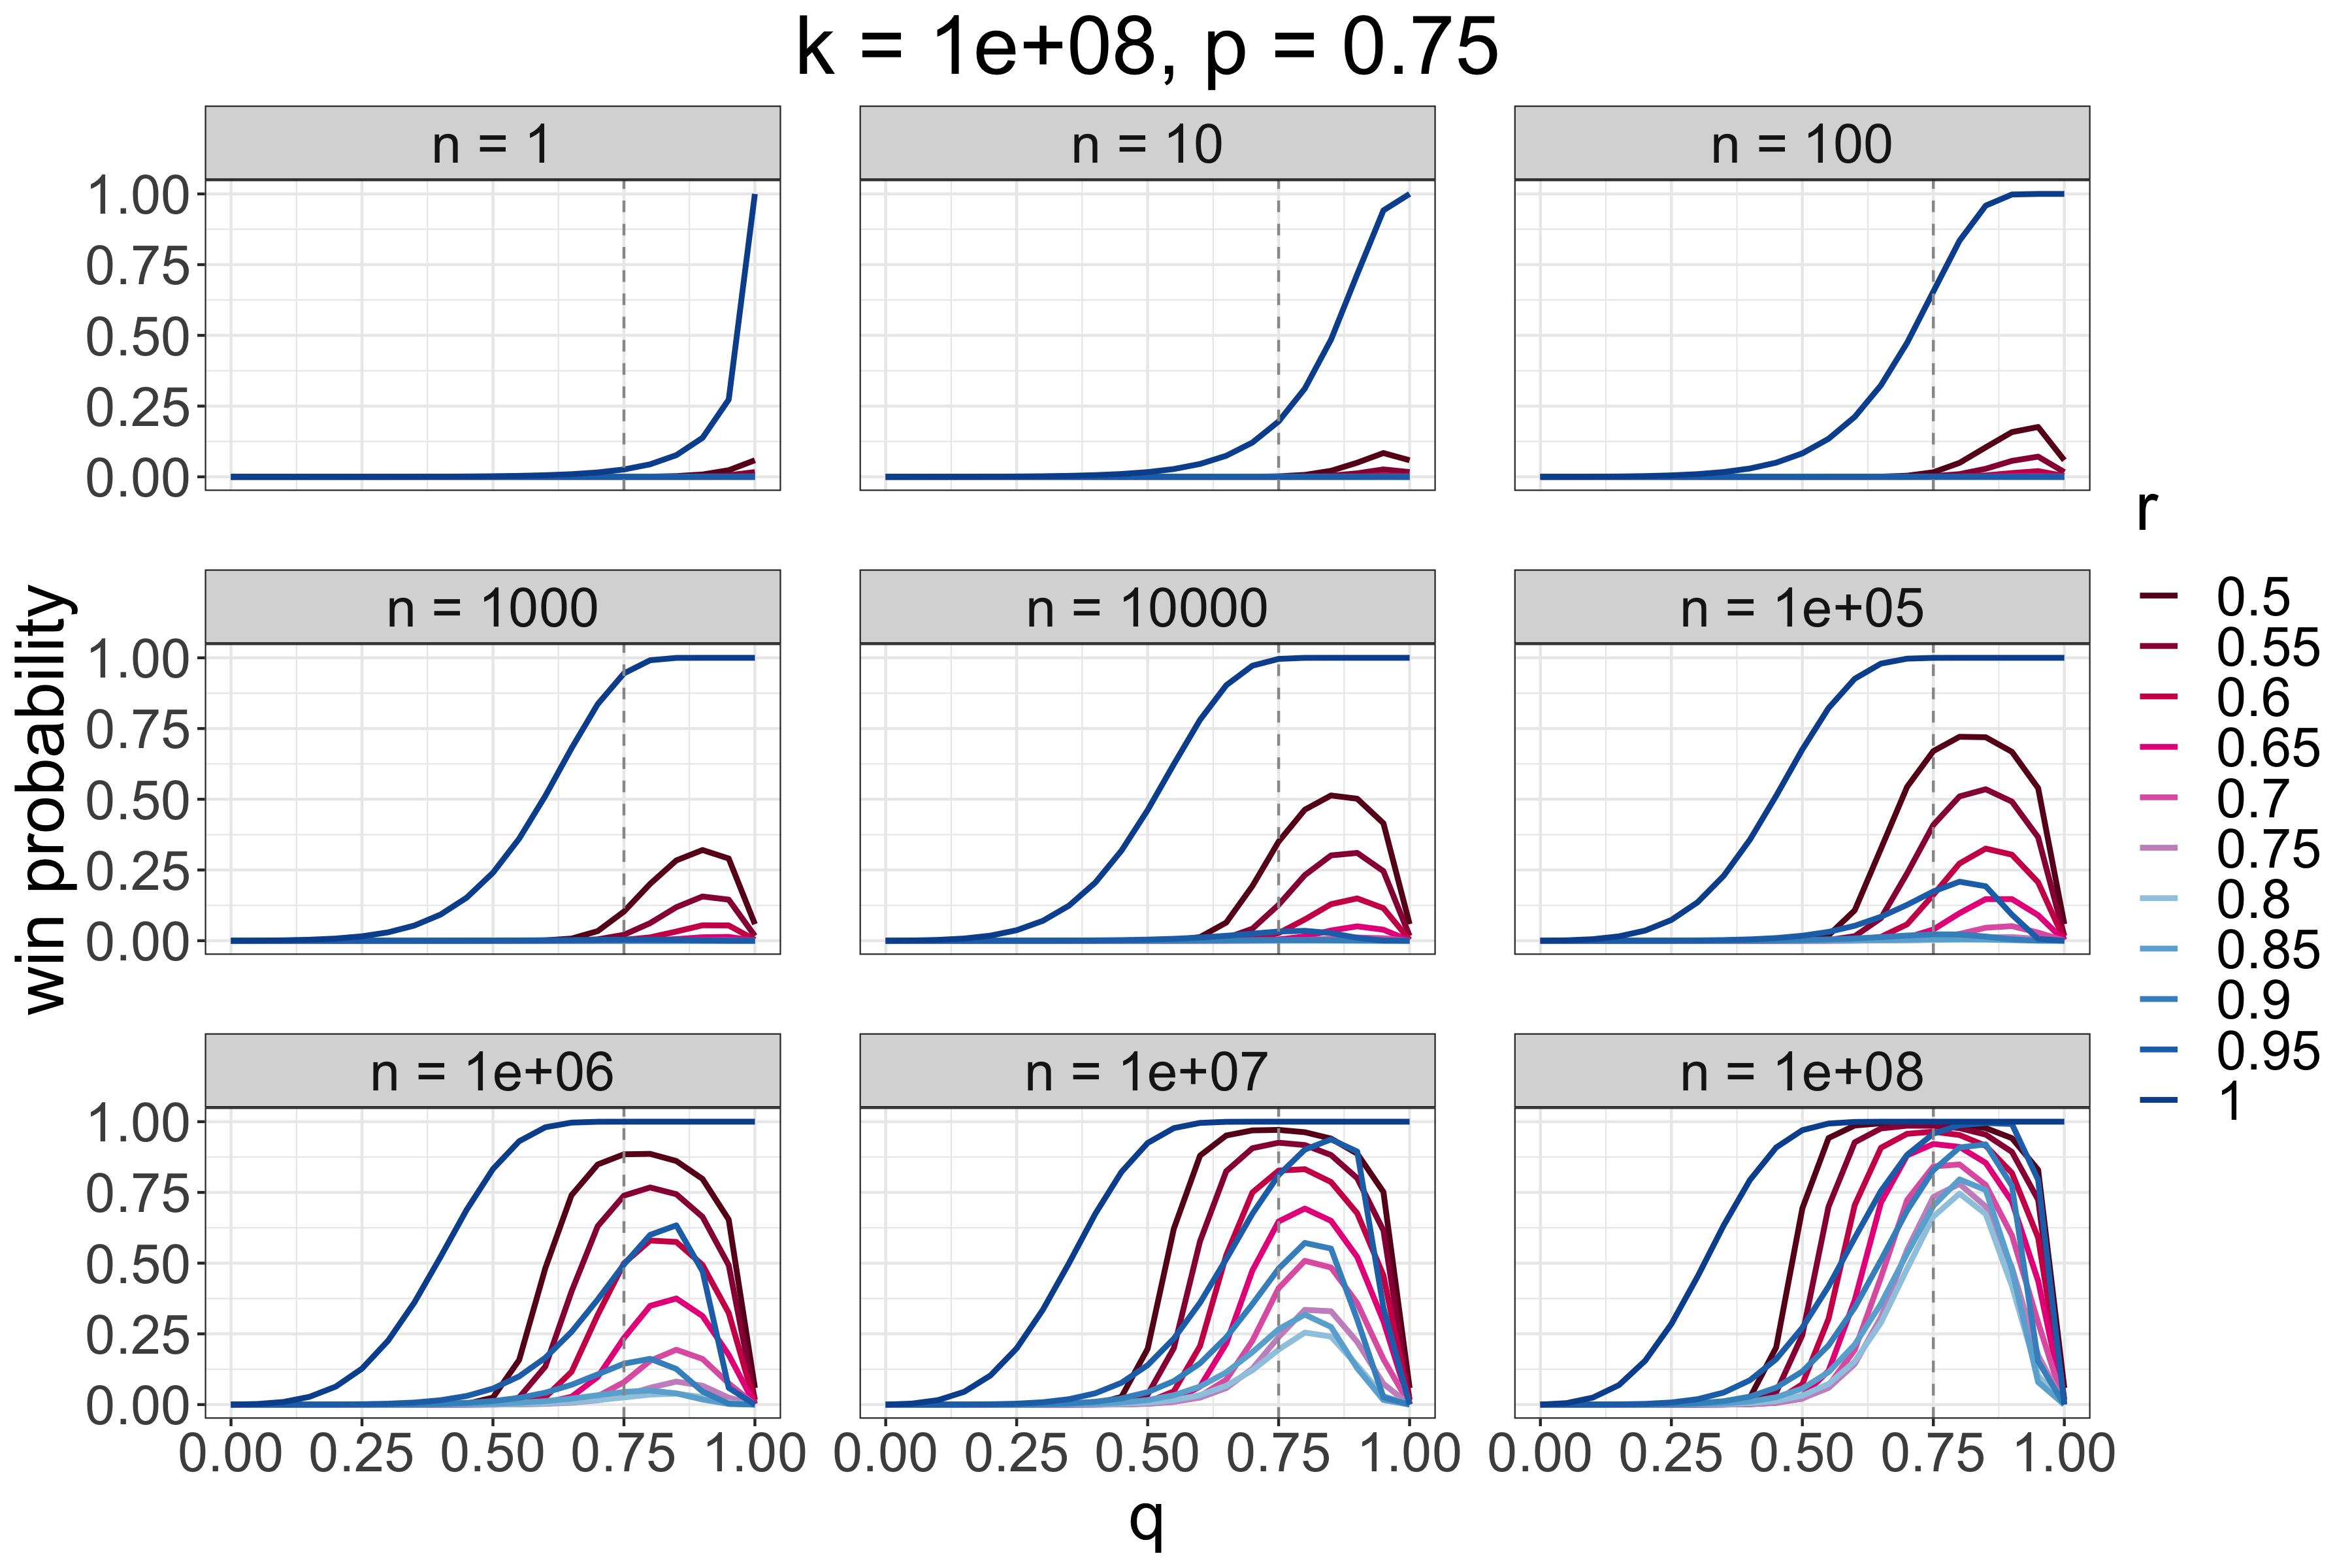 k = 1e+08, p = 0.75
n = 1
n = 10
n = 100
1.00
0.75
0.50
0.25
0.00
n = 1000
n = 10000
n = 1e+05
1.00
0.75
0.50
0.25
0.00
n = 1e+06
n = 1e+07
n = 1e+08
1.00
0.75
0.50
0.25
0.00
0.00 0.25 0.50 0.75 1.00
0.00 0.25 0.50 0.75 1.00
0.00 0.25 0.50 0.75 1.00
win probability
q
r
0.5
0.55
0.6
0.65
0.7
0.75
0.8
0.85
0.9
0.95
1